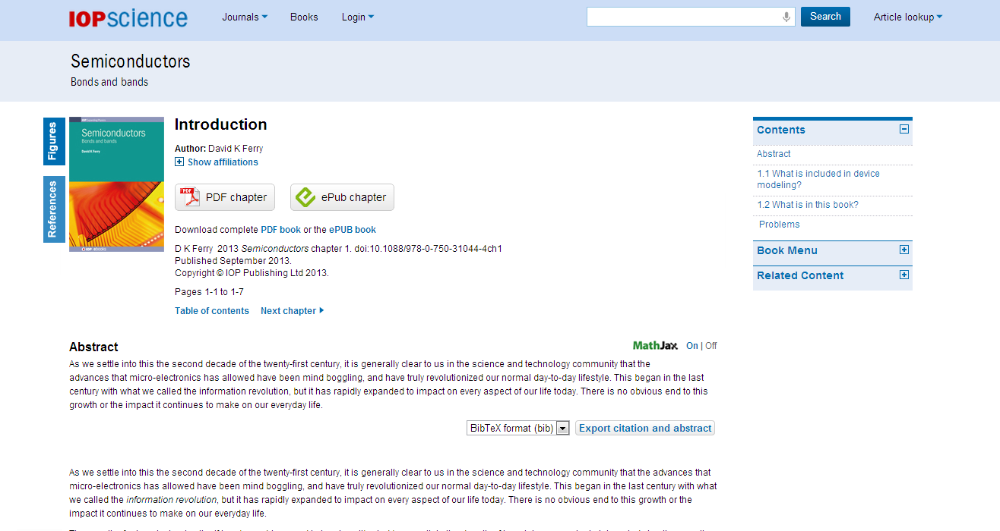 IOPscience
Journals
Books
Login
Search
Article lookup
Semiconductors
Bonds and bands
Figures
References
Semiconductors
Bonds and bands
David K Ferry
IOP ebooks
Introduction
Author: David K Ferry
Show affiliations
PDF
PDF chapter
ePub chapter
Download complete PDF book or the ePUB book
D K Ferry 2013 Semiconductors chapter 1. doi:10.1088/978-0-750-31044-4ch1
Published September 2013.
Copyright © IOP Publishing Ltd 2013.
Pages 1-1 to 1-7
Table of contents Next chapter
Contents
Abstract
1.1 What is included in device
modeling?
1.2 What is in this book?
Problems
Book Menu
Related Content
Abstract
MathJax On | Off
As we settle into this the second decade of the twenty-first century, it is generally clear to us in the science and technology community that the
advances that micro-electronics has allowed have been mind boggling, and have truly revolutionized our normal day-to-day lifestyle. This began in the last
century with what we called the information revolution, but it has rapidly expanded to impact on every aspect of our life today. There is no obvious end to this
growth or the impact it continues to make on our everyday life.
BibTeX format (bib)
Export citation and abstract
As we settle into this the second decade of the twenty-first century, it is generally clear to us in the science and technology community that the advances that
micro-electronics has allowed have been mind boggling, and have truly revolutionized our normal day-to-day lifestyle. This began in the last century with what
we called the information revolution, but it has rapidly expanded to impact on every aspect of our life today. There is no obvious end to this growth or the
impact it continues to make on our everyday life.